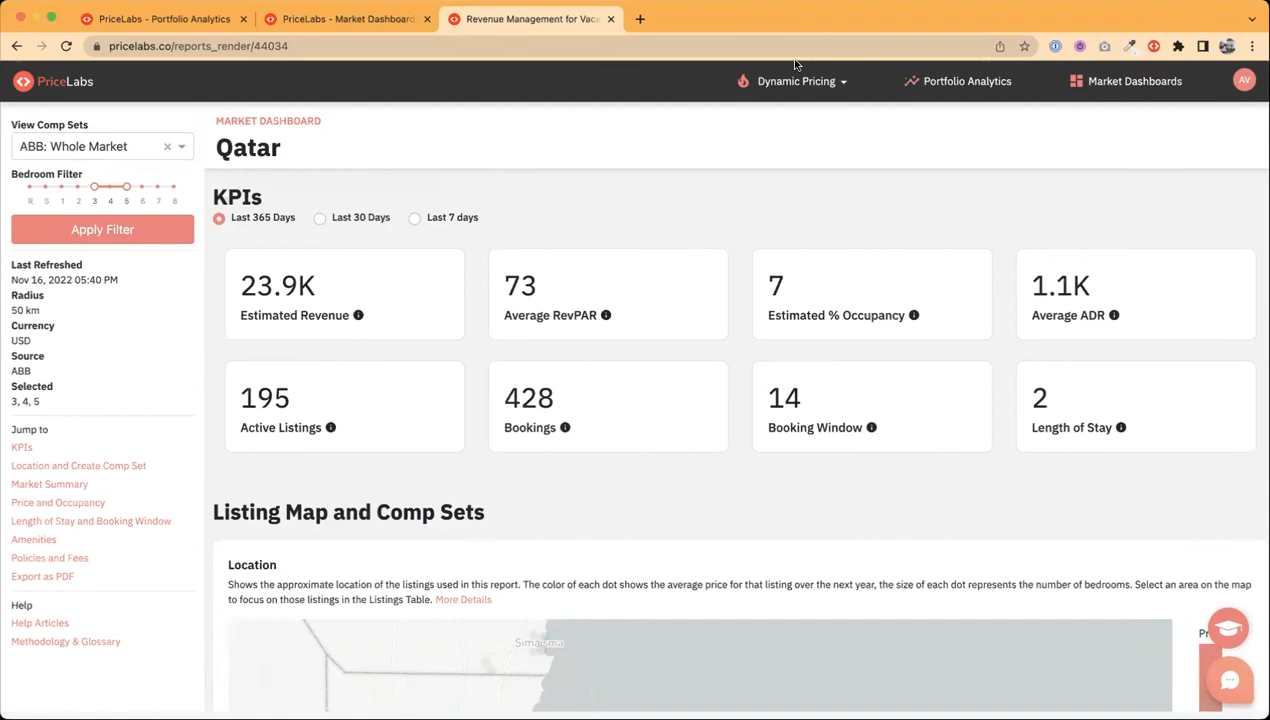 PriceLabs - Portfolio Analytics
PriceLabs - Market Dashboard
Revenue Management for Vaca
pricelabs.co/reports_render/44034
PriceLabs
Dynamic Pricing
Portfolio Analytics
Market Dashboards
AV
View Comp Sets
ABB: Whole Market
Bedroom Filter
R S 1 2 3 4 5 6 7 8
Apply Filter
Last Refreshed
Nov 16, 2022 05:40 PM
Radius
50 km
Currency
USD
Source
ABB
Selected
3, 4, 5
Jump to
KPIs
Location and Create Comp Set
Market Summary
Price and Occupancy
Length of Stay and Booking Window
Amenities
Policies and Fees
Export as PDF
Help
Help Articles
Methodology & Glossary
MARKET DASHBOARD
Qatar
KPIs
Last 365 Days
Last 30 Days
Last 7 days
23.9K
Estimated Revenue
73
Average RevPAR
7
Estimated % Occupancy
1.1K
Average ADR
195
Active Listings
428
Bookings
14
Booking Window
2
Length of Stay
Listing Map and Comp Sets
Location
Shows the approximate location of the listings used in this report. The color of each dot shows the average price for that listing over the next year, the size of each dot represents the number of bedrooms. Select an area on the map
to focus on those listings in the Listings Table. More Details
Simaisma